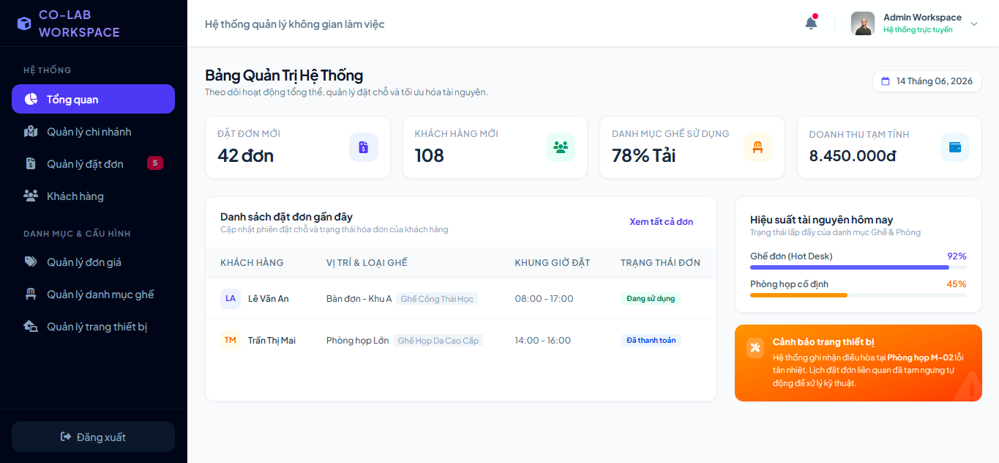 CO-LAB
WORKSPACE
HỆ THỐNG
Tổng quan
Quản lý chi nhánh
Quản lý đặt đơn 5
Khách hàng
DANH MỤC & CẤU HÌNH
Quản lý đơn giá
Quản lý danh mục ghế
Quản lý trang thiết bị
Đăng xuất
Hệ thống quản lý không gian làm việc
Admin Workspace
Hệ thống trực tuyến
Bảng Quản Trị Hệ Thống
Theo dõi hoạt động tổng thể, quản lý đặt chỗ và tối ưu hóa tài nguyên.
14 Tháng 06, 2026
ĐẶT ĐƠN MỚI
42 đơn
KHÁCH HÀNG MỚI
108
DANH MỤC GHẾ SỬ DỤNG
78% Tải
DOANH THU TẠM TÍNH
8.450.000đ
Danh sách đặt đơn gần đây
Cập nhật phiên đặt chỗ và trạng thái hóa đơn của khách hàng
Xem tất cả đơn
KHÁCH HÀNG VỊ TRÍ & LOẠI GHẾ KHUNG GIỜ ĐẶT TRẠNG THÁI ĐƠN
LA Lê Văn An Bàn đơn - Khu A Ghế Công Thái Học 08:00 - 17:00 Đang sử dụng
TM Trần Thị Mai Phòng họp Lớn Ghế Họp Da Cao Cấp 14:00 - 16:00 Đã thanh toán
Hiệu suất tài nguyên hôm nay
Trạng thái lấp đầy của danh mục Ghế & Phòng
Ghế đơn (Hot Desk) 92%
Phòng họp cố định 45%
Cảnh báo trang thiết bị
Hệ thống ghi nhận điều hòa tại Phòng họp M-02 lỗi
tản nhiệt. Lịch đặt đơn liên quan đã tạm ngưng tự
động để xử lý kỹ thuật.